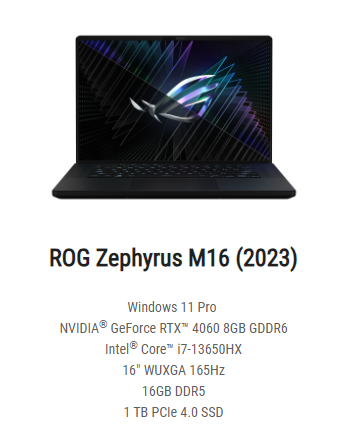 ROG Zephyrus M16 (2023)
Windows 11 Pro
NVIDIA® GeForce RTX™ 4060 8GB GDDR6
Intel® Core™ i7-13650HX
16" WUXGA 165Hz
16GB DDR5
1 TB PCIe 4.0 SSD